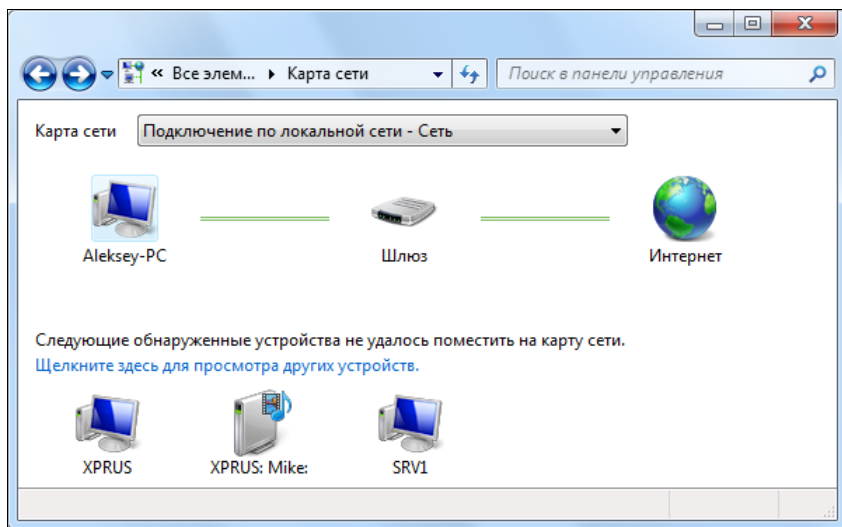 « Все элем... ▸ Карта сети
Поиск в панели управления
Карта сети Подключение по локальной сети - Сеть
Aleksey-PC Шлюз Интернет
Следующие обнаруженные устройства не удалось поместить на карту сети.
Щелкните здесь для просмотра других устройств.
XPRUS XPRUS: Mike: SRV1